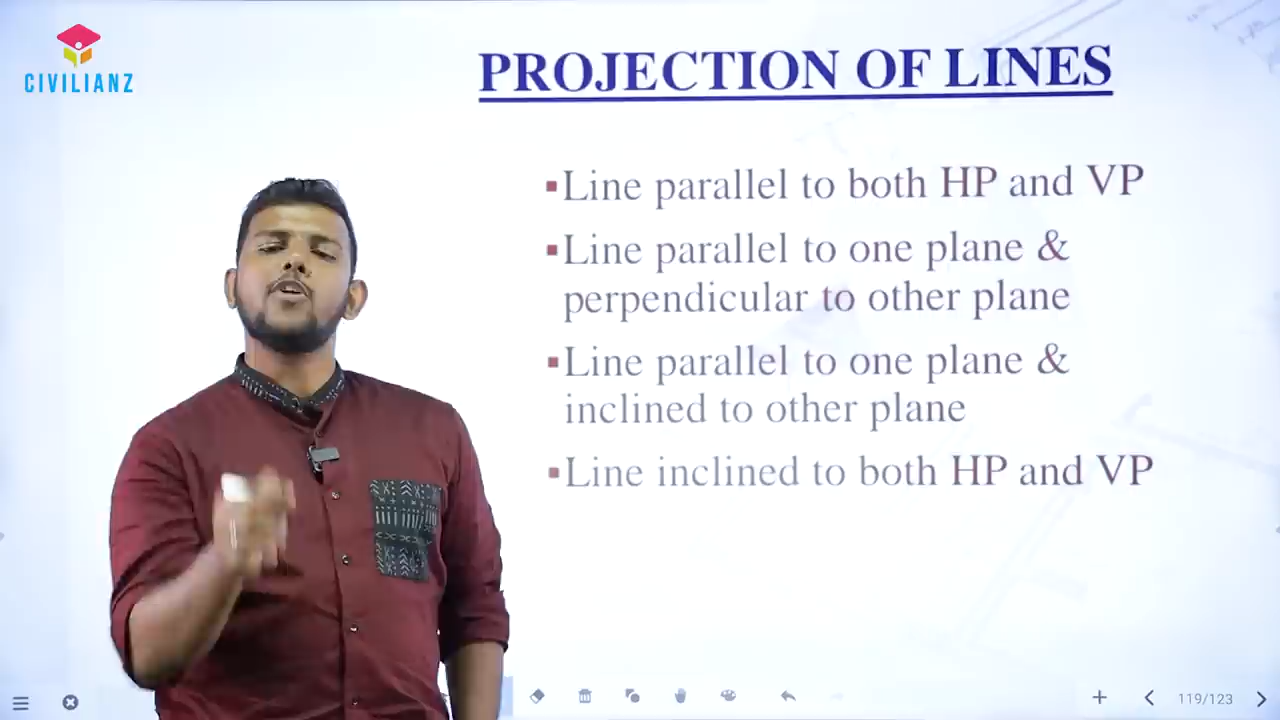 CIVILIANZ
PROJECTION OF LINES
▪Line parallel to both HP and VP
▪Line parallel to one plane &
perpendicular to other plane
▪Line parallel to one plane &
inclined to other plane
▪Line inclined to both HP and VP
119/123